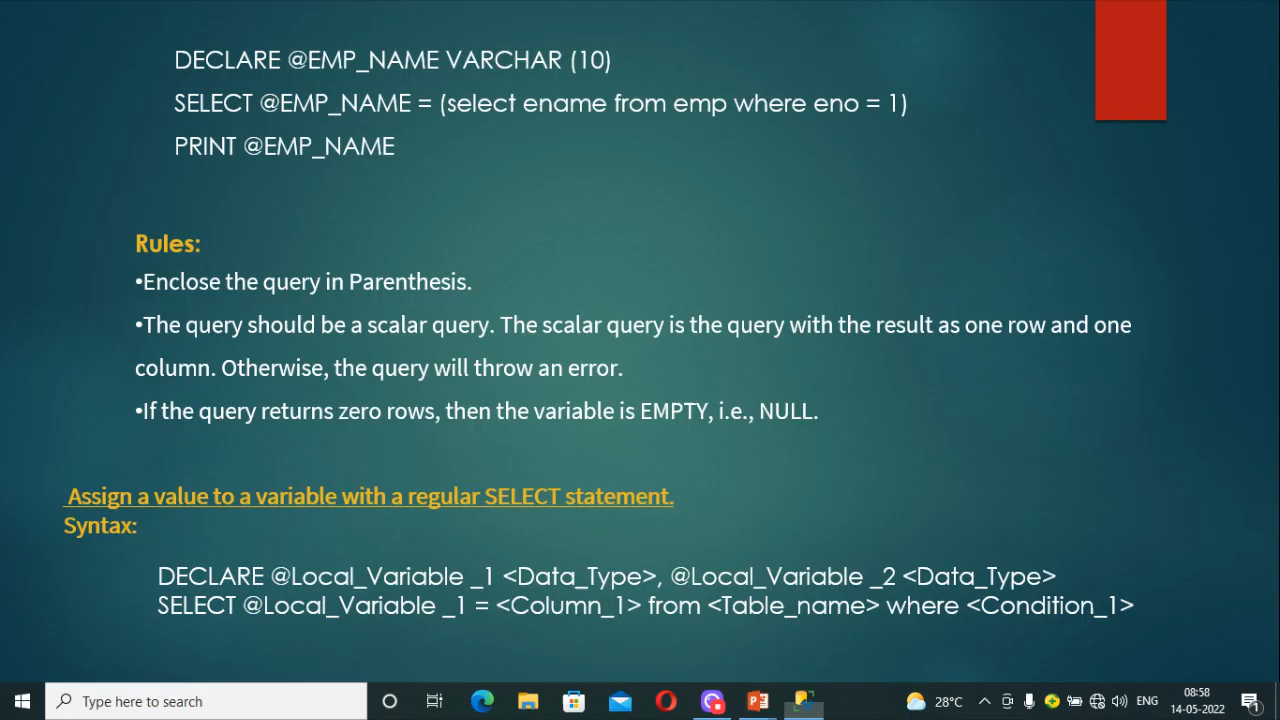 DECLARE @EMP_NAME VARCHAR (10)
SELECT @EMP_NAME = (select ename from emp where eno = 1)
PRINT @EMP_NAME
Rules:
•Enclose the query in Parenthesis.
•The query should be a scalar query. The scalar query is the query with the result as one row and one
column. Otherwise, the query will throw an error.
•If the query returns zero rows, then the variable is EMPTY, i.e., NULL.
Assign a value to a variable with a regular SELECT statement.
Syntax:
DECLARE @Local_Variable _1 <Data_Type>, @Local_Variable _2 <Data_Type>
SELECT @Local_Variable _1 = <Column_1> from <Table_name> where <Condition_1>
Type here to search
28°C
ENG
08:58
14-05-2022
1